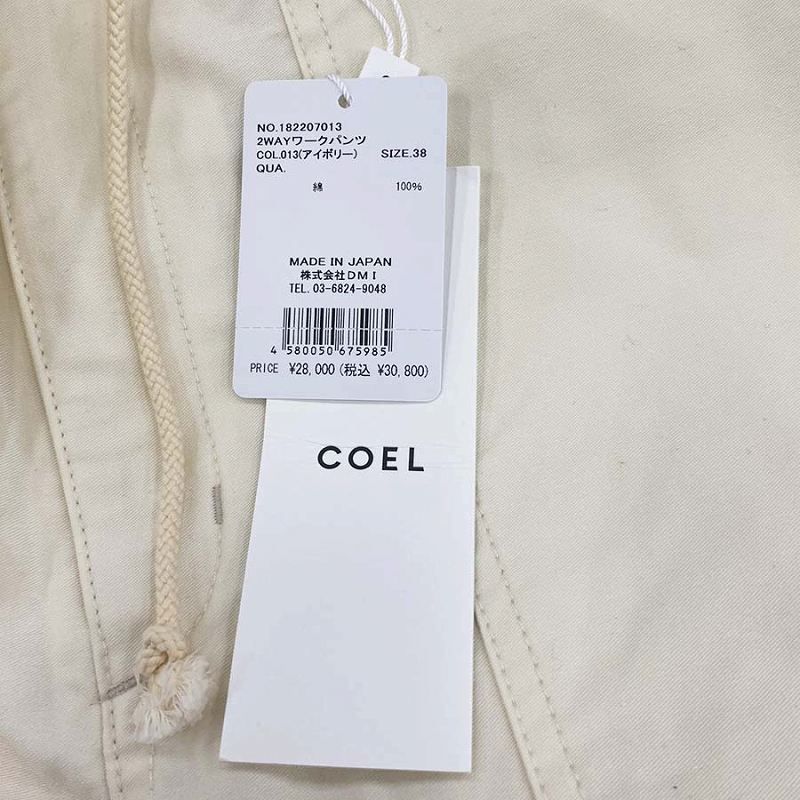 NO.182207013
2WAYワークパンツ
COL.013(アイボリー) SIZE.38
QUA.
綿 100%
MADE IN JAPAN
株式会社DMI
TEL. 03-6824-9048
4 580050 675985
PRICE ¥28,000 (税込 ¥30,800)
COEL